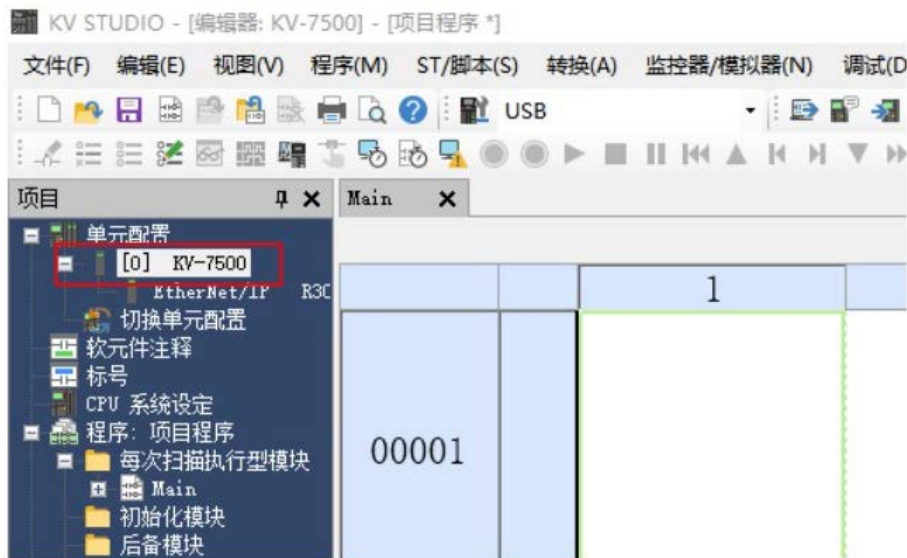 KV STUDIO - [编辑器: KV-7500] - [项目程序 *]
文件(F) 编辑(E) 视图(V) 程序(M) ST/脚本(S) 转换(A) 监控器/模拟器(N) 调试(D
USB
项目
Main
单元配置
[0] KV-7500
EtherNet/IP R30
切换单元配置
软元件注释
标号
CPU 系统设定
程序: 项目程序
每次扫描执行型模块
Main
初始化模块
后备模块
1
00001